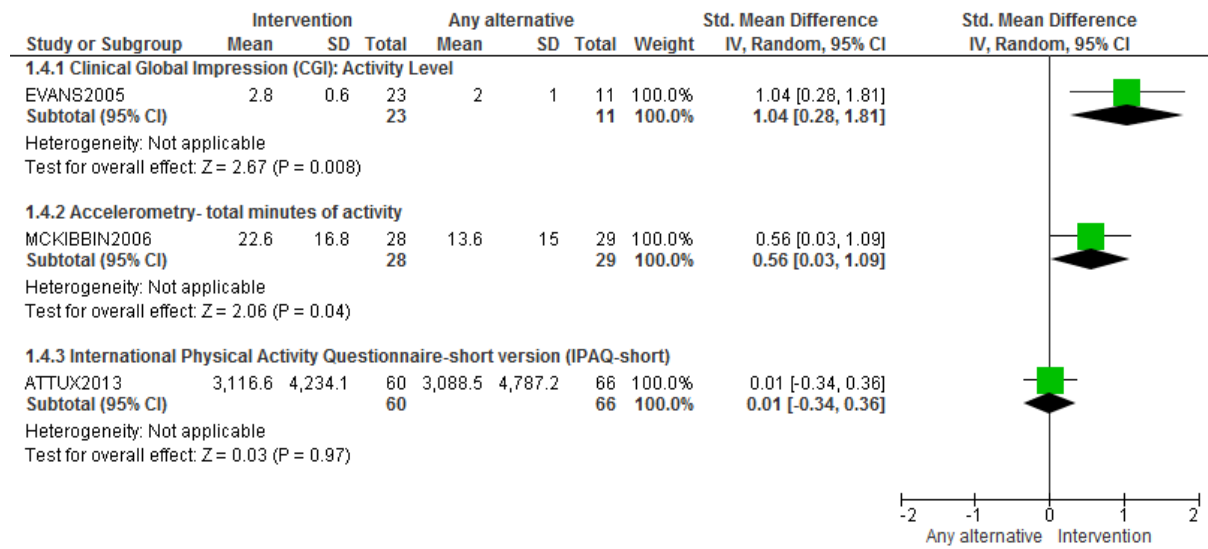 Intervention Any alternative Std. Mean Difference Std. Mean Difference
Study or Subgroup Mean SD Total Mean SD Total Weight IV, Random, 95% CI IV, Random, 95% CI
1.4.1 Clinical Global Impression (CGI): Activity Level
EVANS2005 2.8 0.6 23 2 1 11 100.0% 1.04 [0.28, 1.81]
Subtotal (95% CI) 23 11 100.0% 1.04 [0.28, 1.81]
Heterogeneity: Not applicable
Test for overall effect: Z = 2.67 (P = 0.008)
1.4.2 Accelerometry- total minutes of activity
MCKIBBIN2006 22.6 16.8 28 13.6 15 29 100.0% 0.56 [0.03, 1.09]
Subtotal (95% CI) 28 29 100.0% 0.56 [0.03, 1.09]
Heterogeneity: Not applicable
Test for overall effect: Z = 2.06 (P = 0.04)
1.4.3 International Physical Activity Questionnaire-short version (IPAQ-short)
ATTUX2013 3,116.6 4,234.1 60 3,088.5 4,787.2 66 100.0% 0.01 [-0.34, 0.36]
Subtotal (95% CI) 60 66 100.0% 0.01 [-0.34, 0.36]
Heterogeneity: Not applicable
Test for overall effect: Z = 0.03 (P = 0.97)
-2 -1 0 1 2
Any alternative Intervention